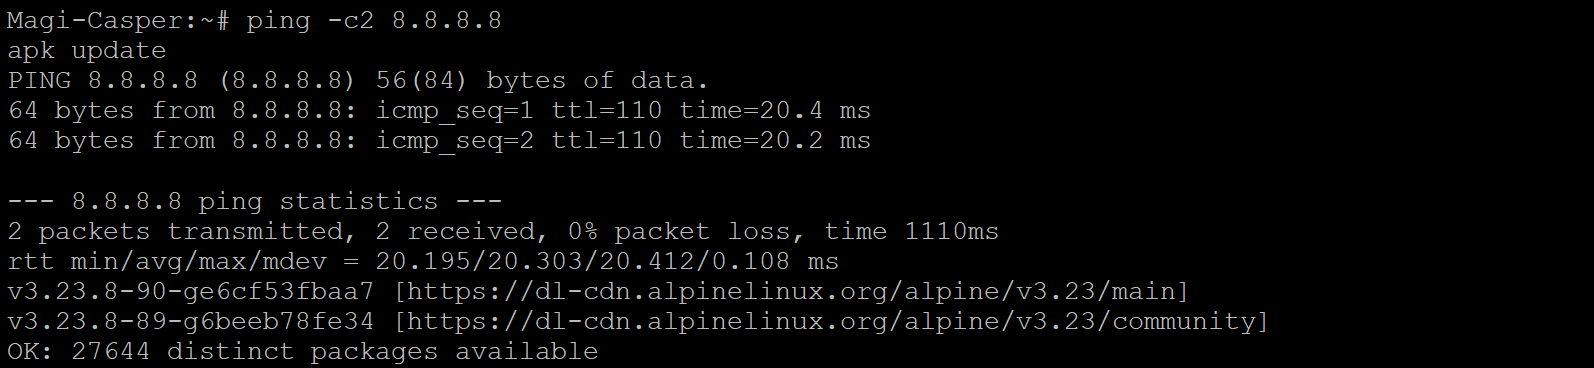 Magi-Casper:~# ping -c2 8.8.8.8
apk update
PING 8.8.8.8 (8.8.8.8) 56(84) bytes of data.
64 bytes from 8.8.8.8: icmp_seq=1 ttl=110 time=20.4 ms
64 bytes from 8.8.8.8: icmp_seq=2 ttl=110 time=20.2 ms

--- 8.8.8.8 ping statistics ---
2 packets transmitted, 2 received, 0% packet loss, time 1110ms
rtt min/avg/max/mdev = 20.195/20.303/20.412/0.108 ms
v3.23.8-90-ge6cf53fbaa7 [https://dl-cdn.alpinelinux.org/alpine/v3.23/main]
v3.23.8-89-g6beeb78fe34 [https://dl-cdn.alpinelinux.org/alpine/v3.23/community]
OK: 27644 distinct packages available